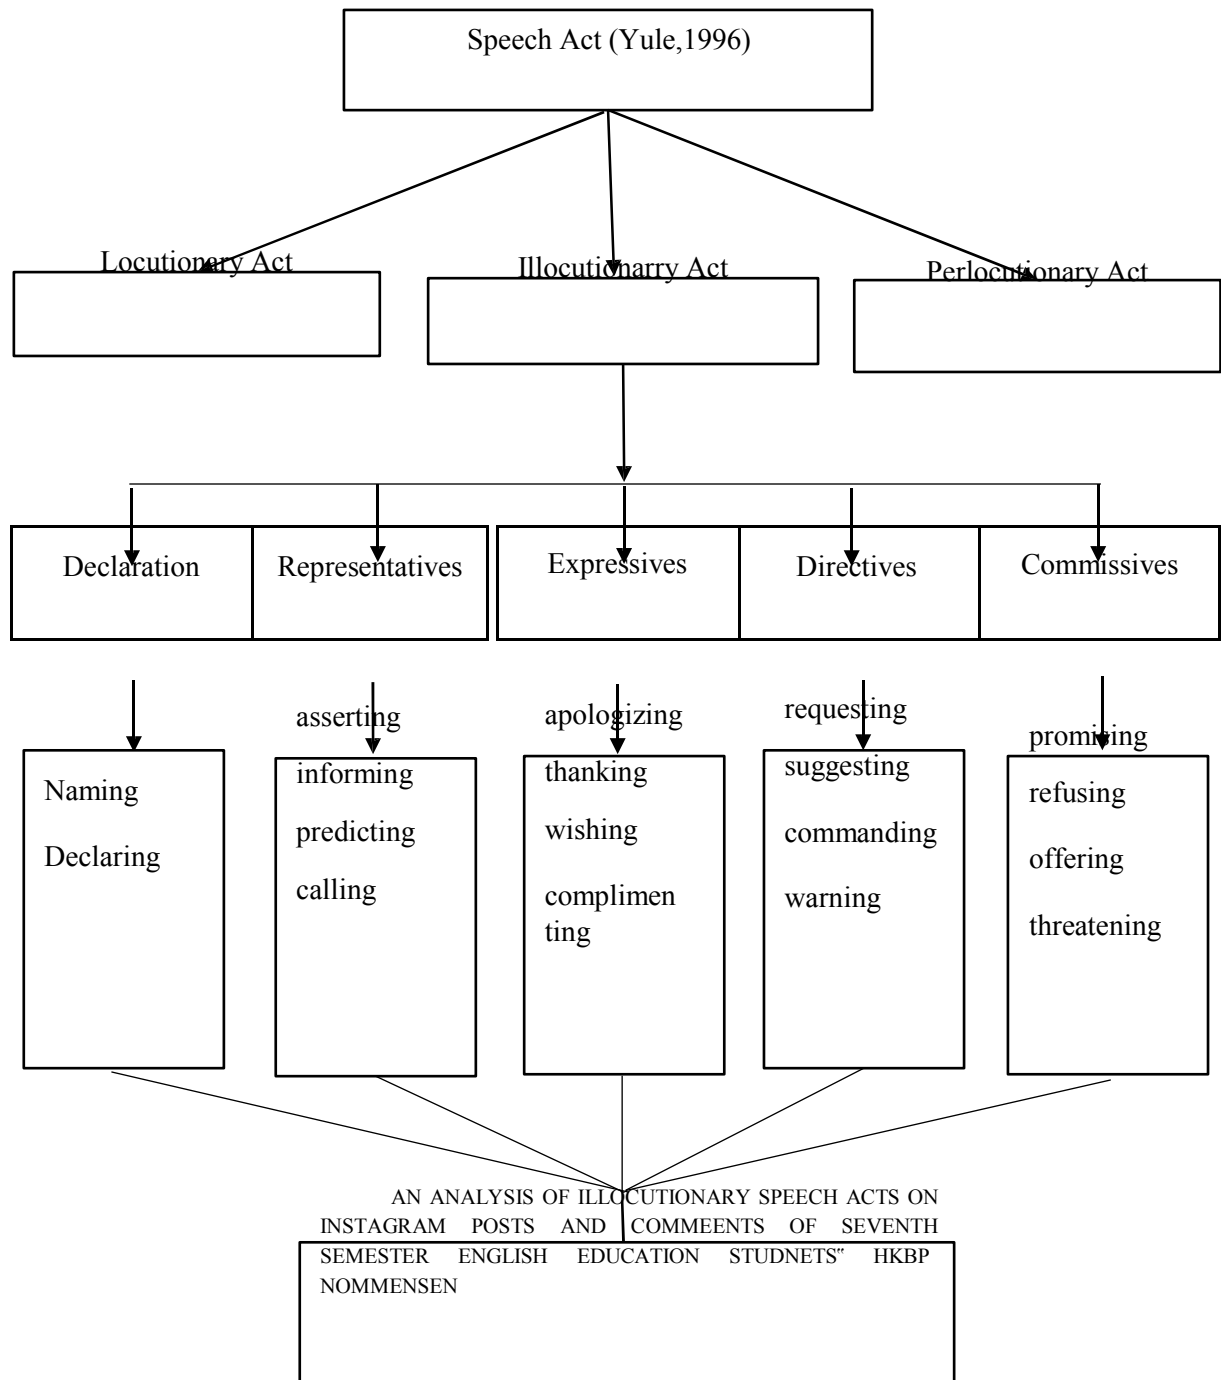 Speech Act (Yule,1996)
Locutionary Act
Illocutionarry Act
Perlocutionary Act
Declaration
Representatives
Expressives
Directives
Commissives
Naming
Declaring
asserting
informing
predicting
calling
apologizing
thanking
wishing
complimen
ting
requesting
suggesting
commanding
warning
promising
refusing
offering
threatening
AN ANALYSIS OF ILLOCUTIONARY SPEECH ACTS ON
INSTAGRAM POSTS AND COMMEENTS OF SEVENTH
SEMESTER ENGLISH EDUCATION STUDNETS‟ HKBP
NOMMENSEN